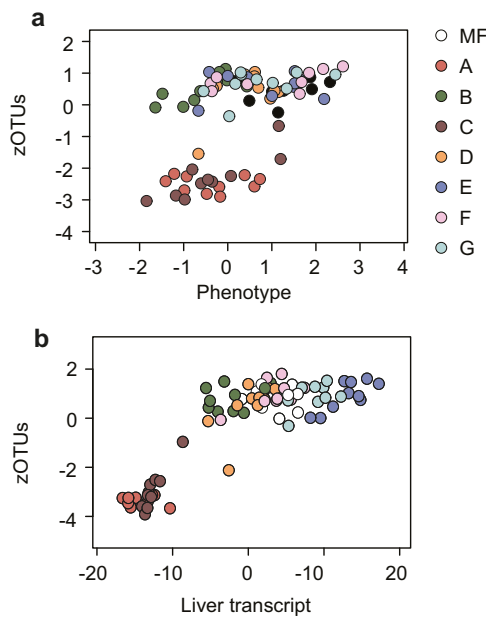 a
2
1
0
-1
-2
-3
-4
zOTUs
-3 -2 -1 0 1 2 3 4
Phenotype
MF
A
B
C
D
E
F
G
b
2
0
-2
-4
zOTUs
-20 -10 0 -10 20
Liver transcript